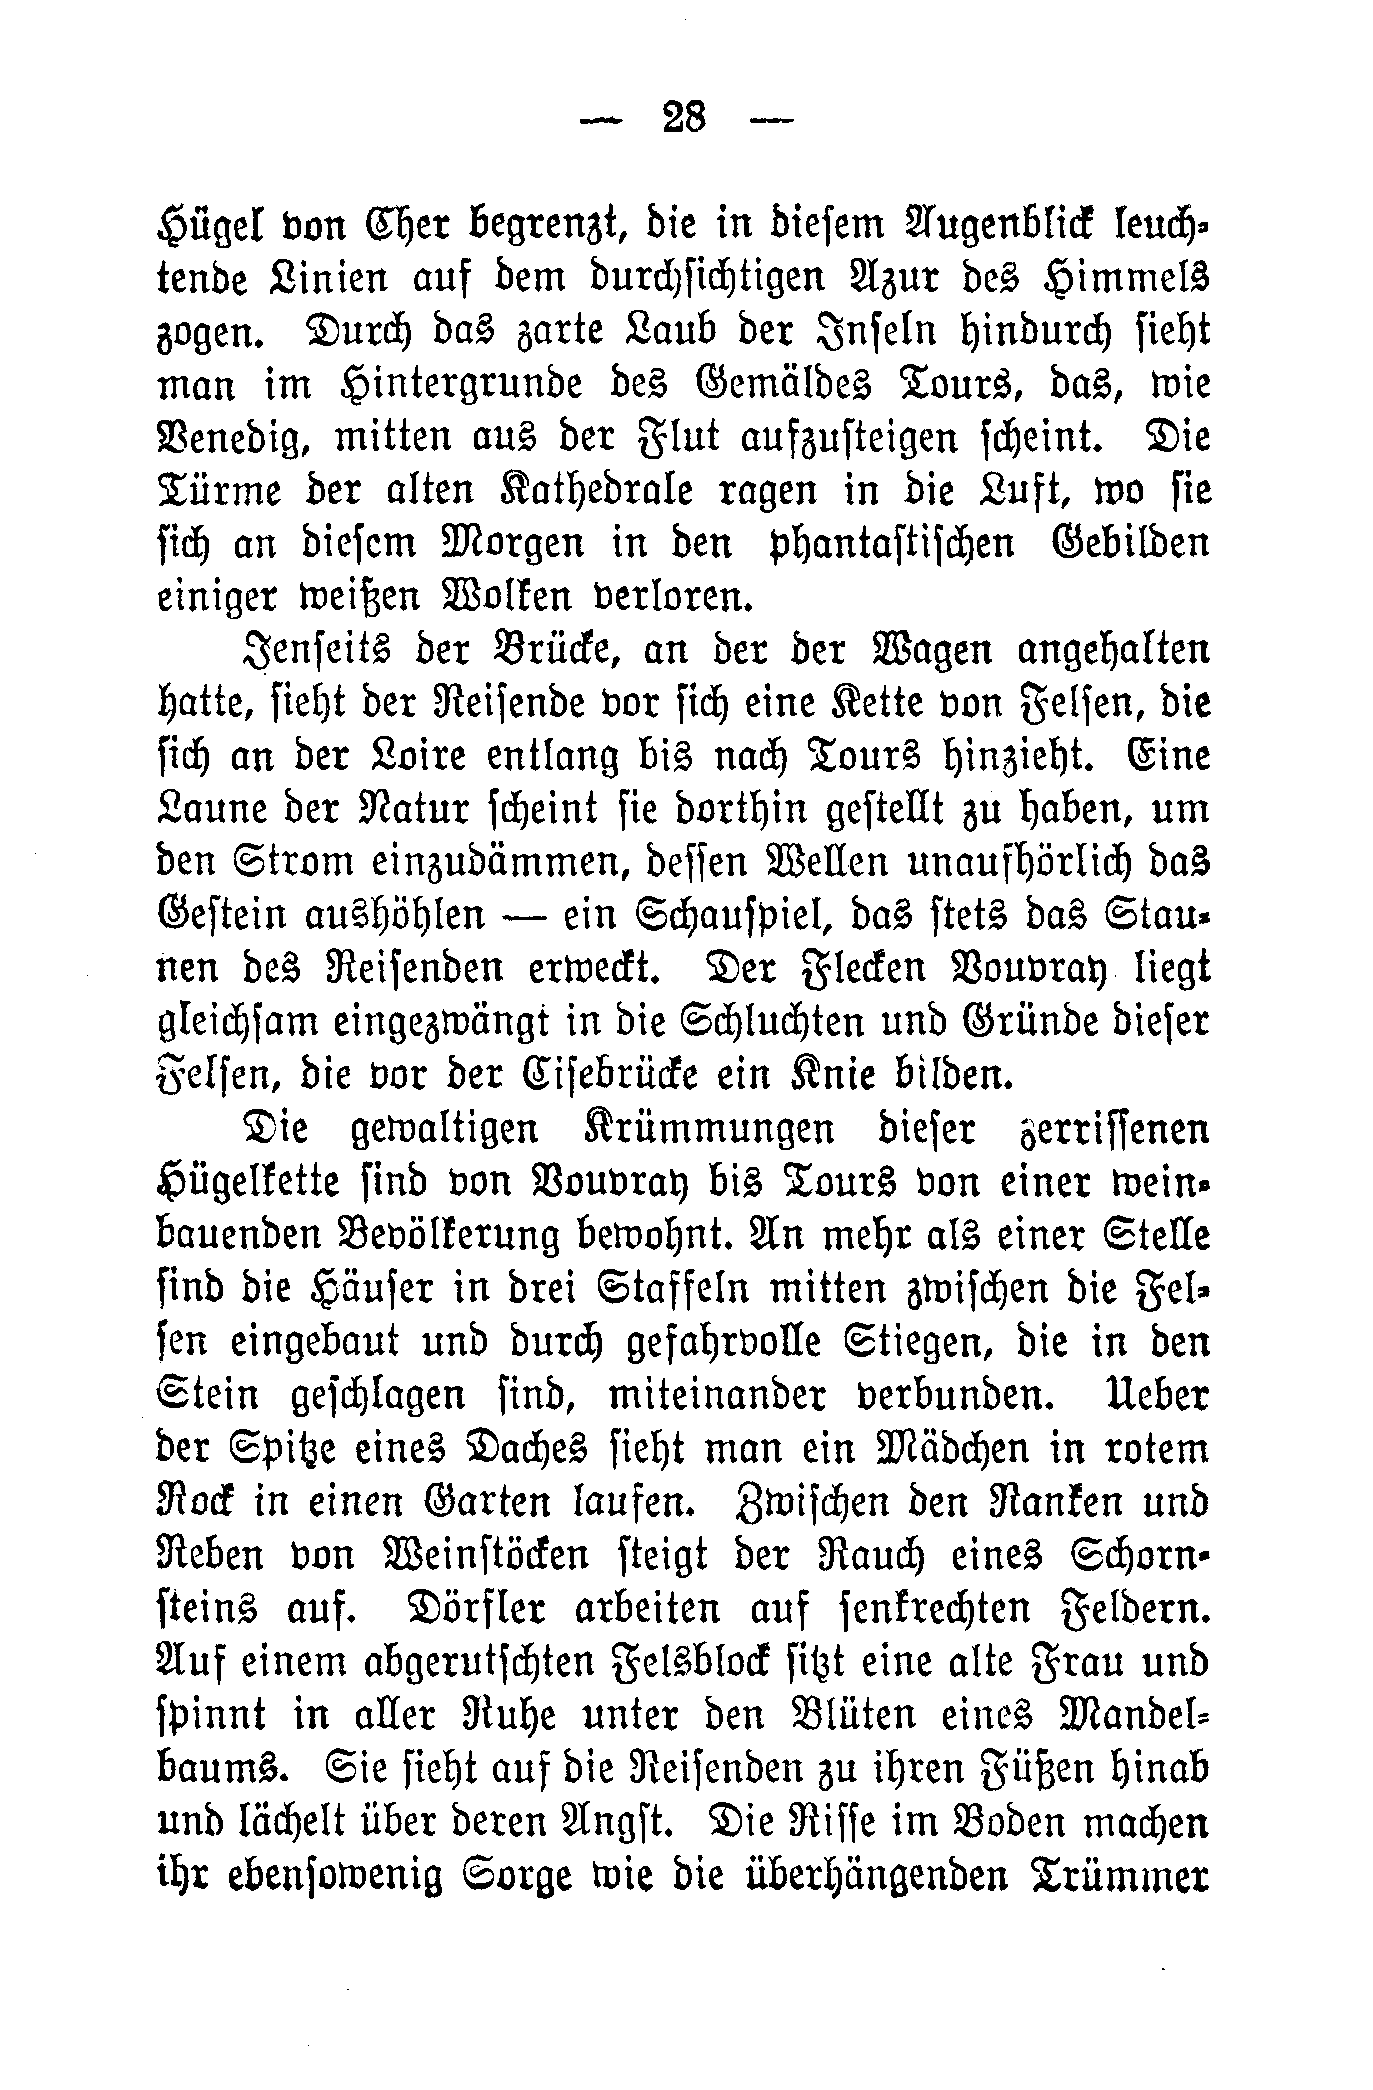 — 28 —
Hügel von Cher begrenzt, die in diesem Augenblick leuch-
tende Linien auf dem durchsichtigen Azur des Himmels
zogen. Durch das zarte Laub der Inseln hindurch sieht
man im Hintergrunde des Gemäldes Tours, das, wie
Venedig, mitten aus der Flut aufzusteigen scheint. Die
Türme der alten Kathedrale ragen in die Luft, wo sie
sich an diesem Morgen in den phantastischen Gebilden
einiger weißen Wolken verloren.
Jenseits der Brücke, an der der Wagen angehalten
hatte, sieht der Reisende vor sich eine Kette von Felsen, die
sich an der Loire entlang bis nach Tours hinzieht. Eine
Laune der Natur scheint sie dorthin gestellt zu haben, um
den Strom einzudämmen, dessen Wellen unaufhörlich das
Gestein aushöhlen — ein Schauspiel, das stets das Stau-
nen des Reisenden erweckt. Der Flecken Vouvray liegt
gleichsam eingezwängt in die Schluchten und Gründe dieser
Felsen, die vor der Cisebrücke ein Knie bilden.
Die gewaltigen Krümmungen dieser zerrissenen
Hügelkette sind von Vouvray bis Tours von einer wein-
bauenden Bevölkerung bewohnt. An mehr als einer Stelle
sind die Häuser in drei Staffeln mitten zwischen die Fel-
sen eingebaut und durch gefahrvolle Stiegen, die in den
Stein geschlagen sind, miteinander verbunden. Ueber
der Spitze eines Daches sieht man ein Mädchen in rotem
Rock in einen Garten laufen. Zwischen den Ranken und
Reben von Weinstöcken steigt der Rauch eines Schorn-
steins auf. Dörfler arbeiten auf senkrechten Feldern.
Auf einem abgerutschten Felsblock sitzt eine alte Frau und
spinnt in aller Ruhe unter den Blüten eines Mandel-
baums. Sie sieht auf die Reisenden zu ihren Füßen hinab
und lächelt über deren Angst. Die Risse im Boden machen
ihr ebensowenig Sorge wie die überhängenden Trümmer